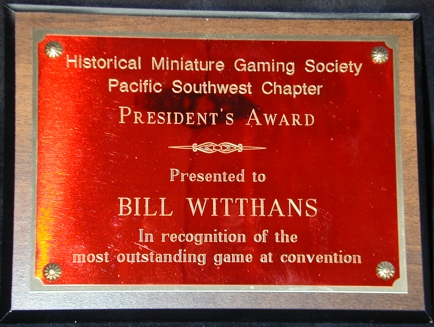 Historical Miniature Gaming Society
Pacific Southwest Chapter
PRESIDENT'S AWARD
Presented to
BILL WITTHANS
In recognition of the
most outstanding game at convention